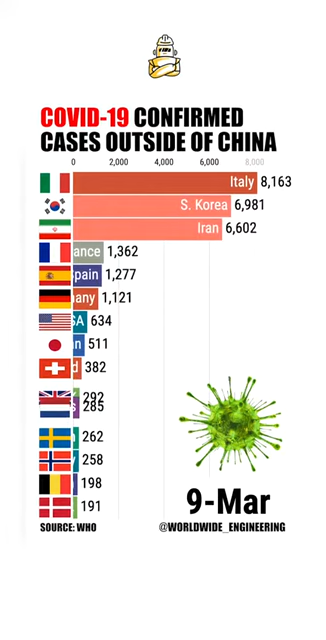 COVID-19 CONFIRMED
CASES OUTSIDE OF CHINA
0 2,000 4,000 6,000 8,000
Italy 8,163
S. Korea 6,981
Iran 6,602
ance 1,362
Spain 1,277
many 1,121
SA 634
n 511
d 382
292
285
262
y 258
198
191
9-Mar
SOURCE: WHO @WORLDWIDE_ENGINEERING